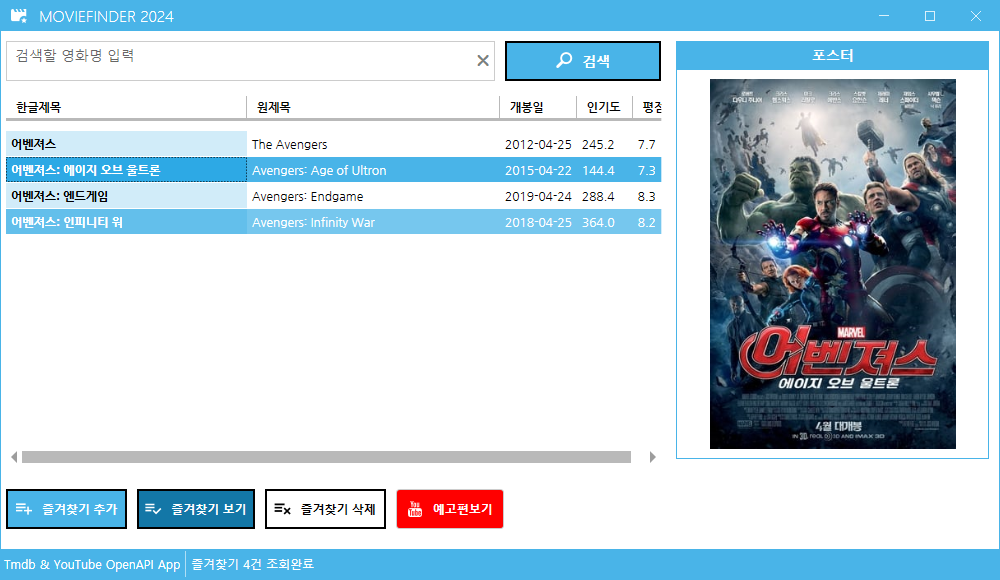 MOVIEFINDER 2024
검색할 영화명 입력
검색
포스터
한글제목 원제목 개봉일 인기도 평점
어벤져스 The Avengers 2012-04-25 245.2 7.7
어벤져스: 에이지 오브 울트론 Avengers: Age of Ultron 2015-04-22 144.4 7.3
어벤져스: 엔드게임 Avengers: Endgame 2019-04-24 288.4 8.3
어벤져스: 인피니티 워 Avengers: Infinity War 2018-04-25 364.0 8.2
MARVEL
어벤져스
에이지 오브 울트론
4월 대개봉
즐겨찾기 추가 즐겨찾기 보기 즐겨찾기 삭제 You Tube 예고편보기
Tmdb & YouTube OpenAPI App 즐겨찾기 4건 조회완료